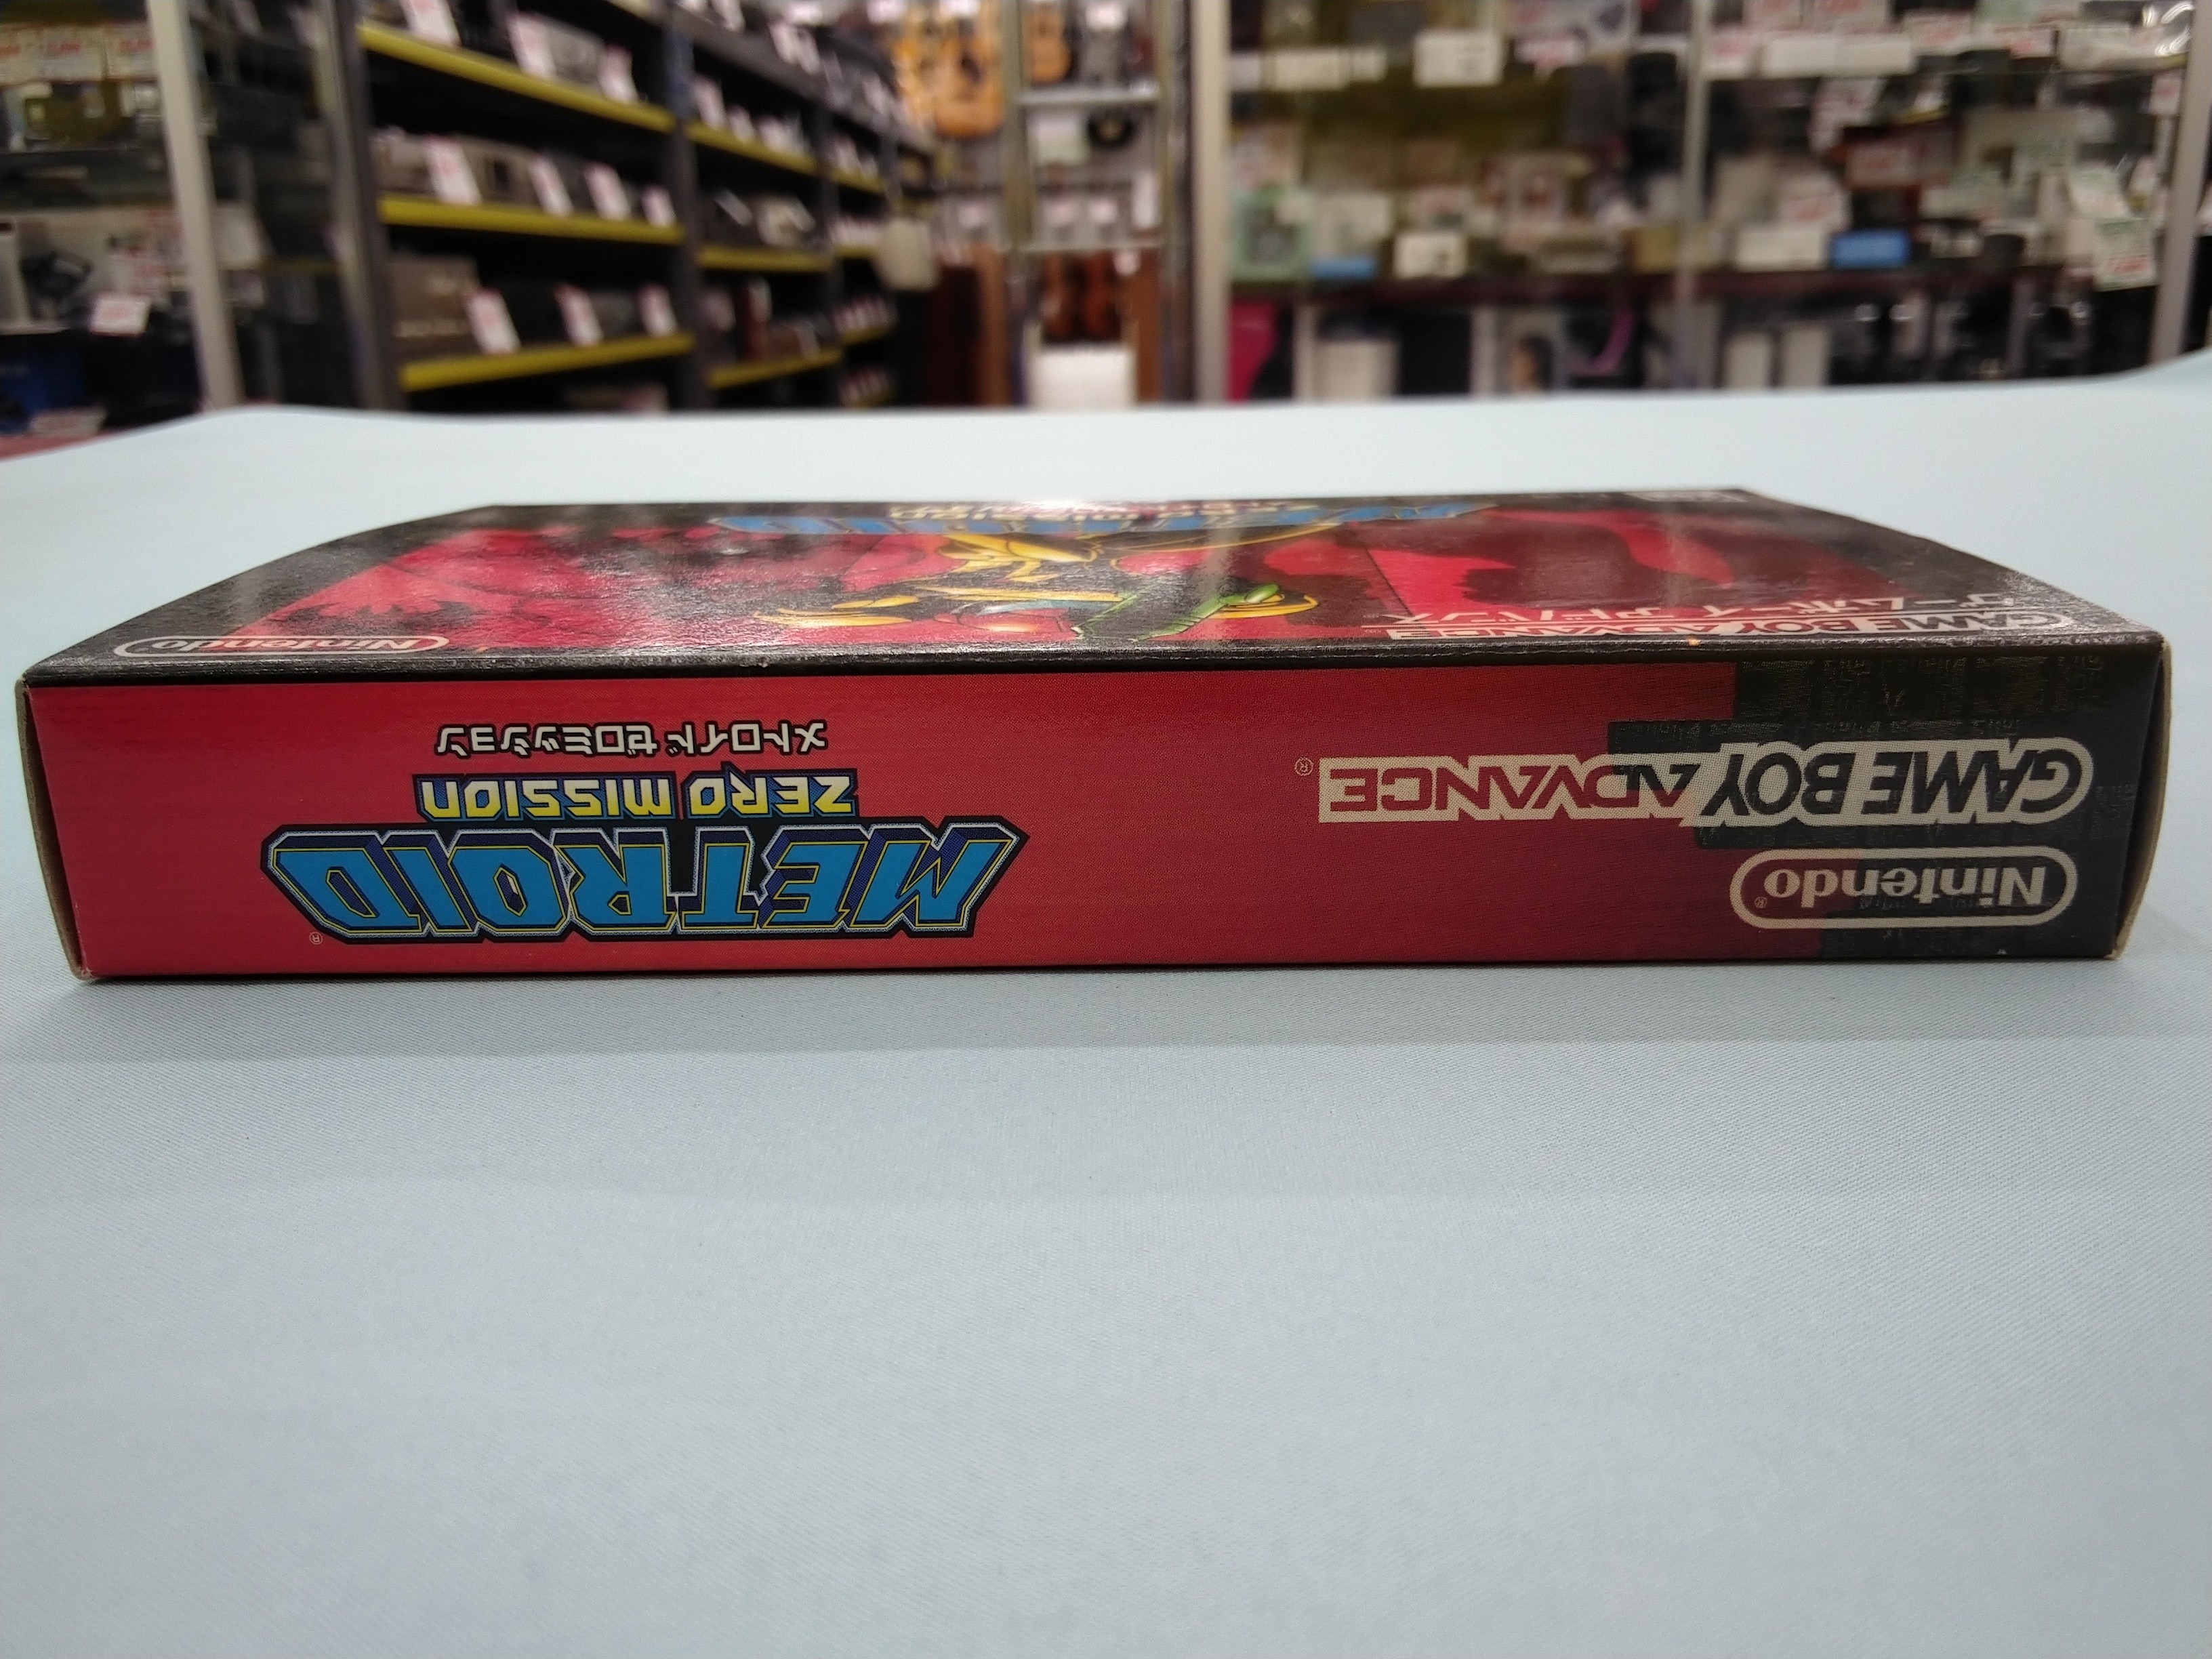 Nintendo®
GAME BOY ADVANCE®
METROID®
ZERO MISSION
メトロイド ゼロミッション
GAME BOY ADVANCE
ゲームボーイアドバンス
Nintendo
METROID